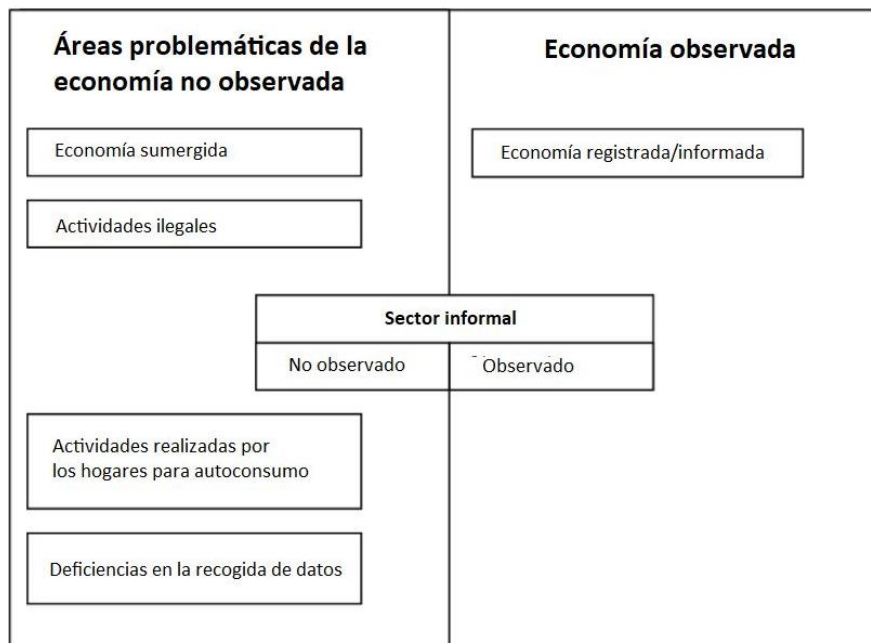 Áreas problemáticas de la
economía no observada
Economía sumergida
Actividades ilegales
Economía observada
Economía registrada/informada
Sector informal
No observado
Observado
Actividades realizadas por
los hogares para autoconsumo
Deficiencias en la recogida de datos